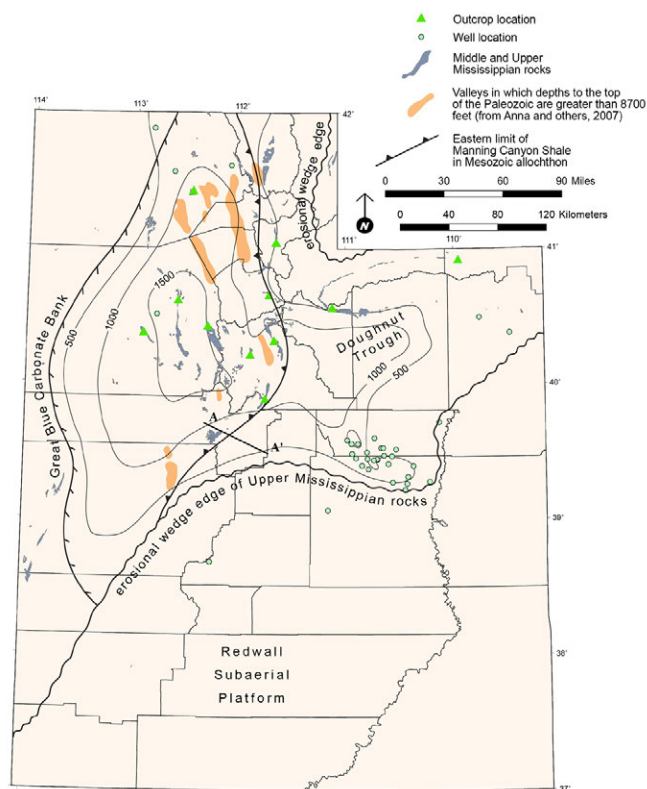 Outcrop location
Well location
Middle and Upper
Mississippian rocks
Valleys in which depths to the top
of the Paleozoic are greater than 8700
feet (from Anna and others, 2007)
Eastern limit of
Manning Canyon Shale
in Mesozoic allochthon
0 30 60 90 Miles
0 40 80 120 Kilometers
N
114'
113'
112'
42'
111'
110'
41'
40'
39'
38'
37'
erosional wedge edge
Great Blue Carbonate Bank
500
1000
1500
Doughnut
Trough
1000
500
A
A'
erosional wedge edge of Upper Mississippian rocks
Redwall
Subaerial
Platform